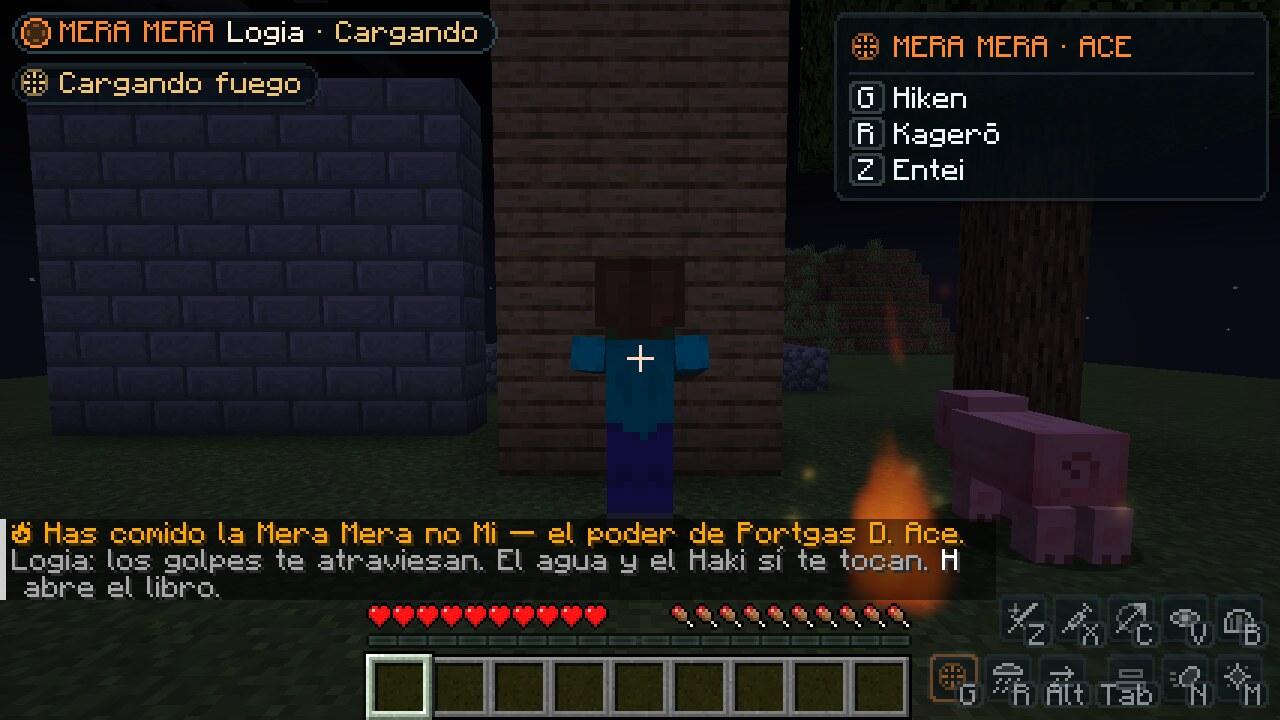 MERA MERA Logia · Cargando
Cargando fuego
MERA MERA · ACE
G Hiken
R Kagerō
Z Entei
Has comido la Mera Mera no Mi — el poder de Portgas D. Ace.
Logia: los golpes te atraviesan. El agua y el Haki sí te tocan. H
abre el libro.
Z X C V B
G R Alt Tab N M